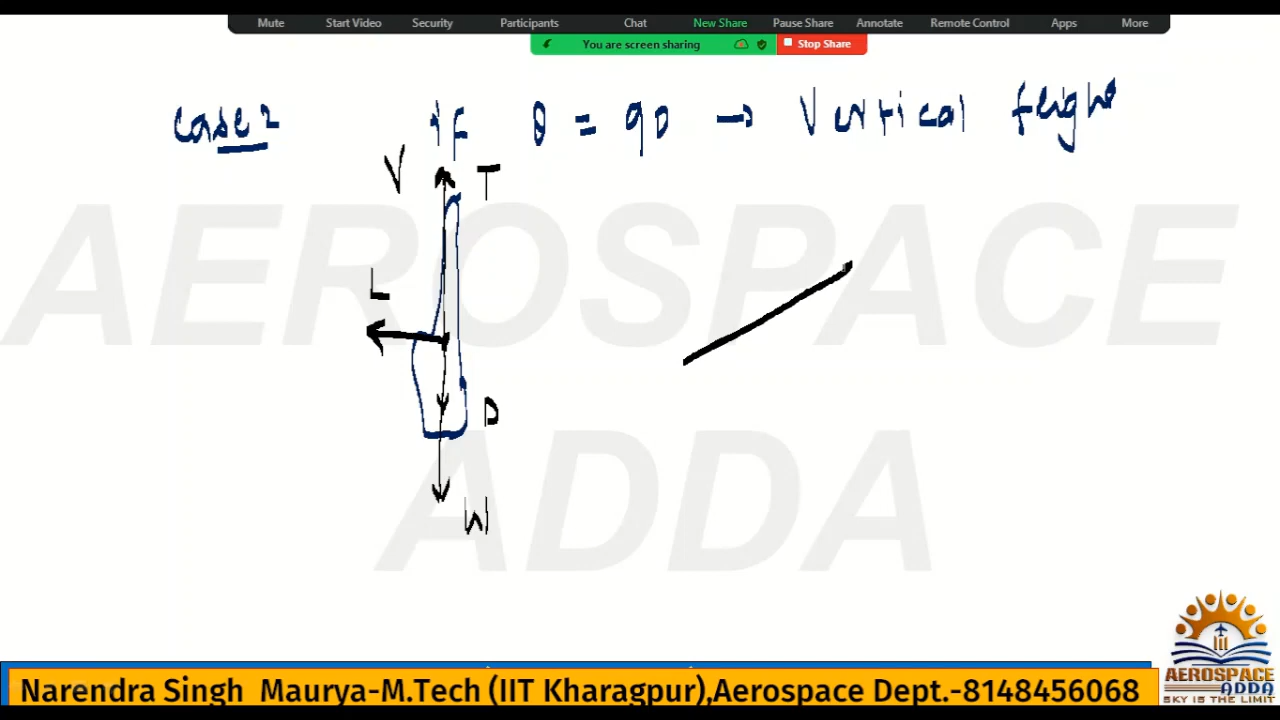 Mute Start Video Security Participants Chat New Share Pause Share Annotate Remote Control Apps More
You are screen sharing Stop Share
case 2 if θ = 90 → Vertical fleight
V T
L
D
W
AEROSPACE
ADDA
AEROSPACE
ADDA
SKY IS THE LIMIT
Narendra Singh Maurya-M.Tech (IIT Kharagpur),Aerospace Dept.-8148456068